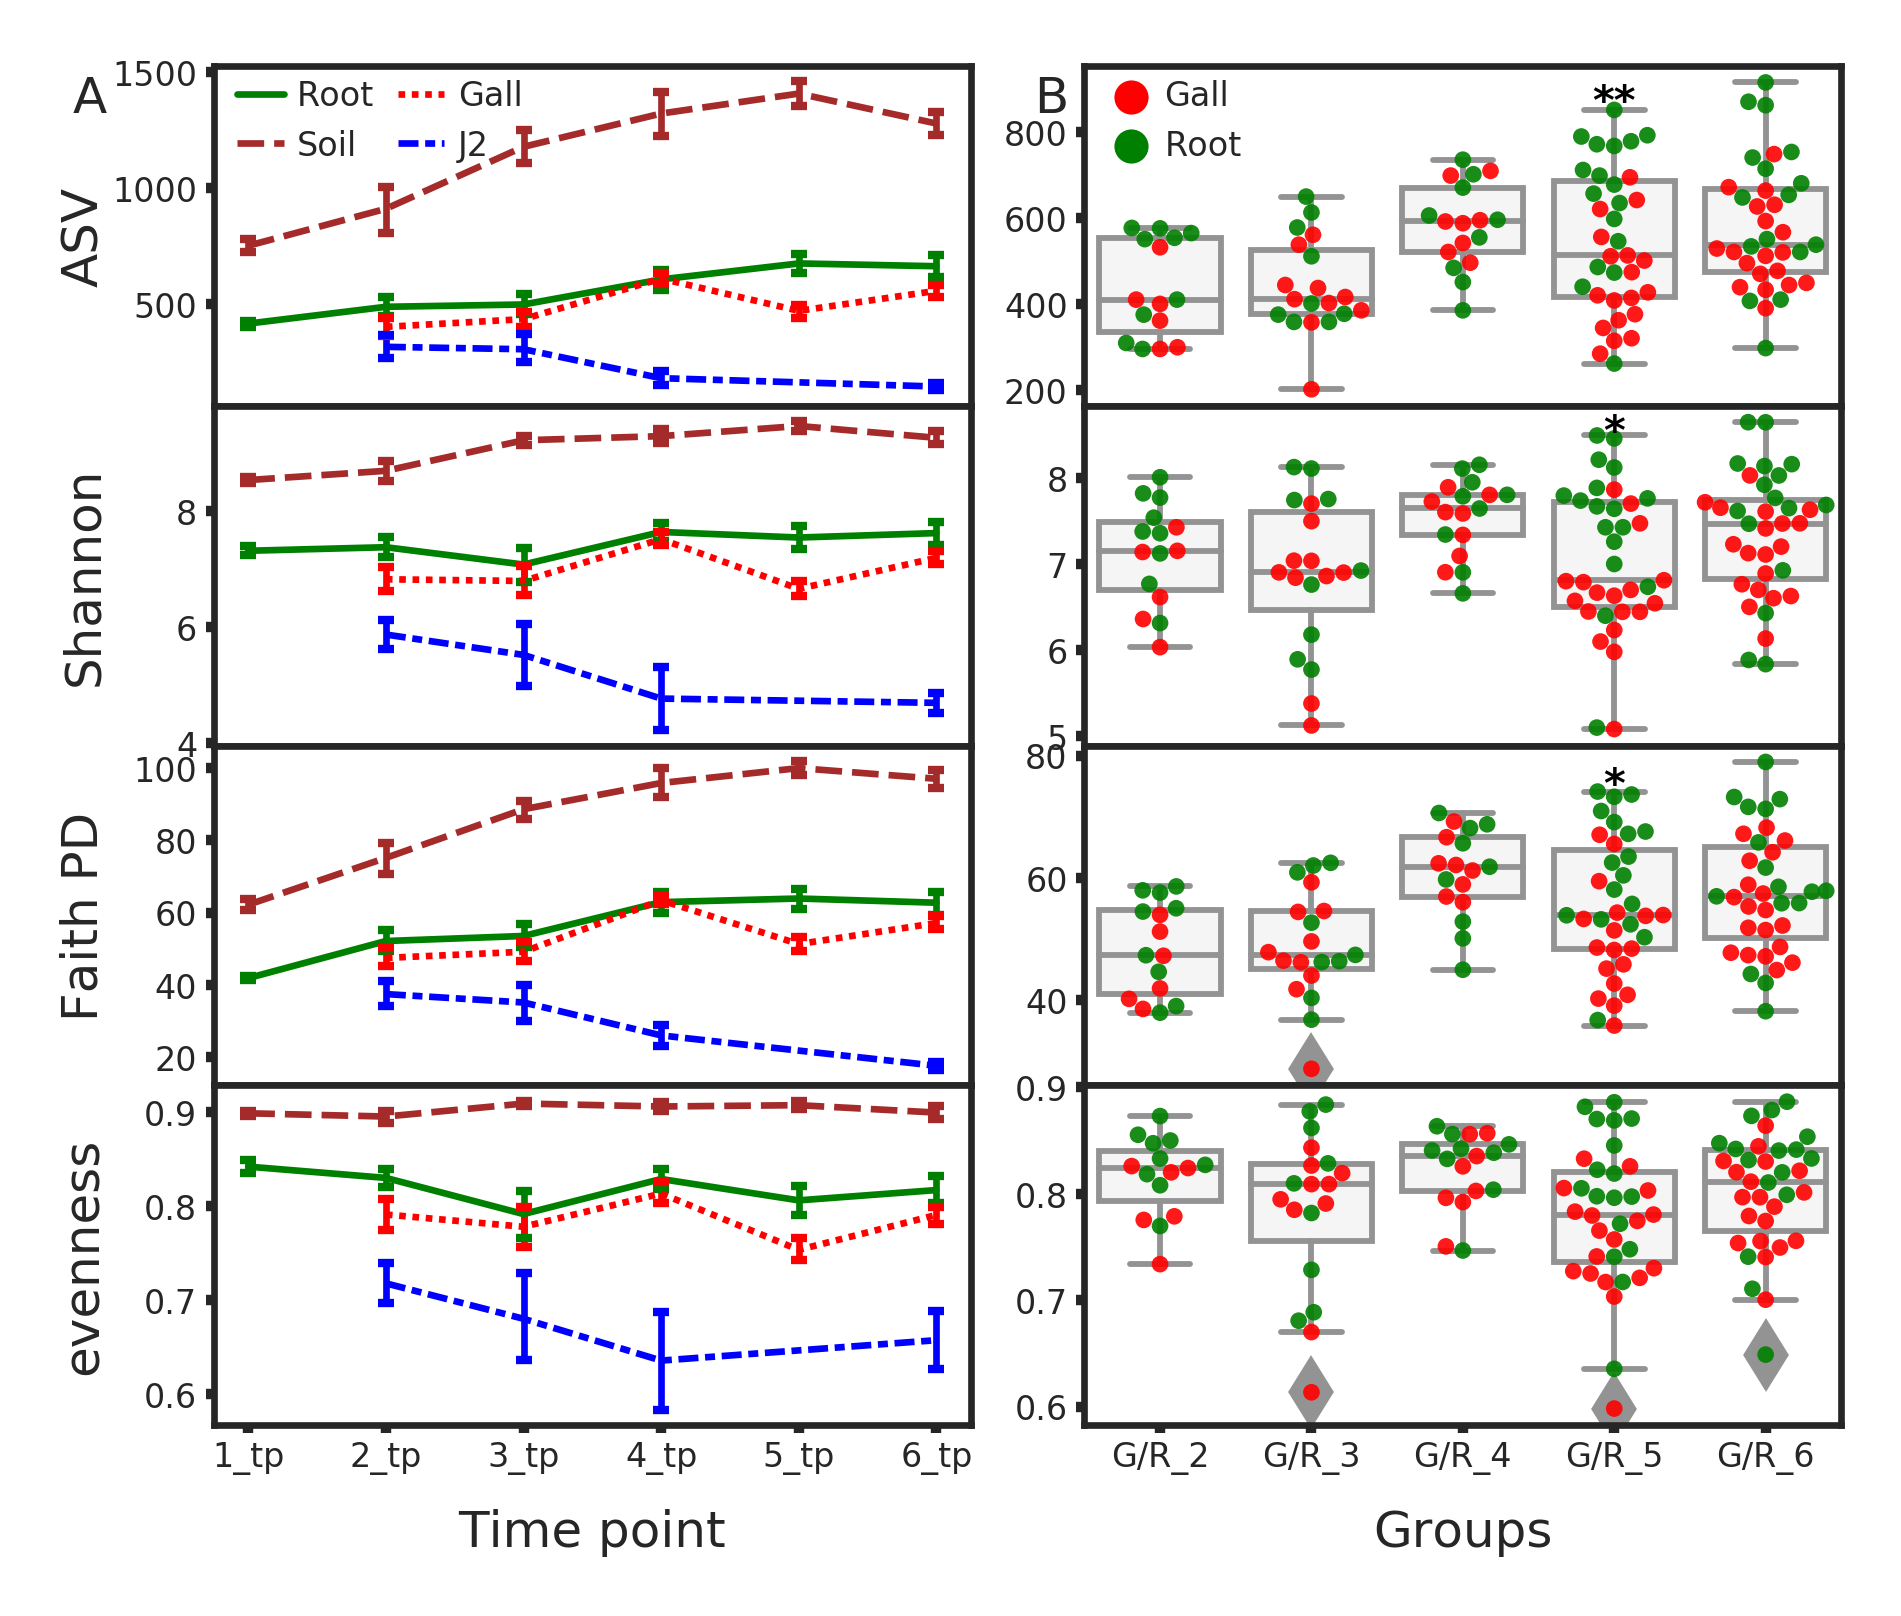 A
Root
Gall
Soil
J2
ASV
1500
1000
500
Shannon
8
6
4
Faith PD
100
80
60
40
20
evenness
0.9
0.8
0.7
0.6
1_tp
2_tp
3_tp
4_tp
5_tp
6_tp
Time point
B
Gall
Root
**
800
600
400
200
*
8
7
6
5
*
80
60
40
0.9
0.8
0.7
0.6
G/R_2
G/R_3
G/R_4
G/R_5
G/R_6
Groups